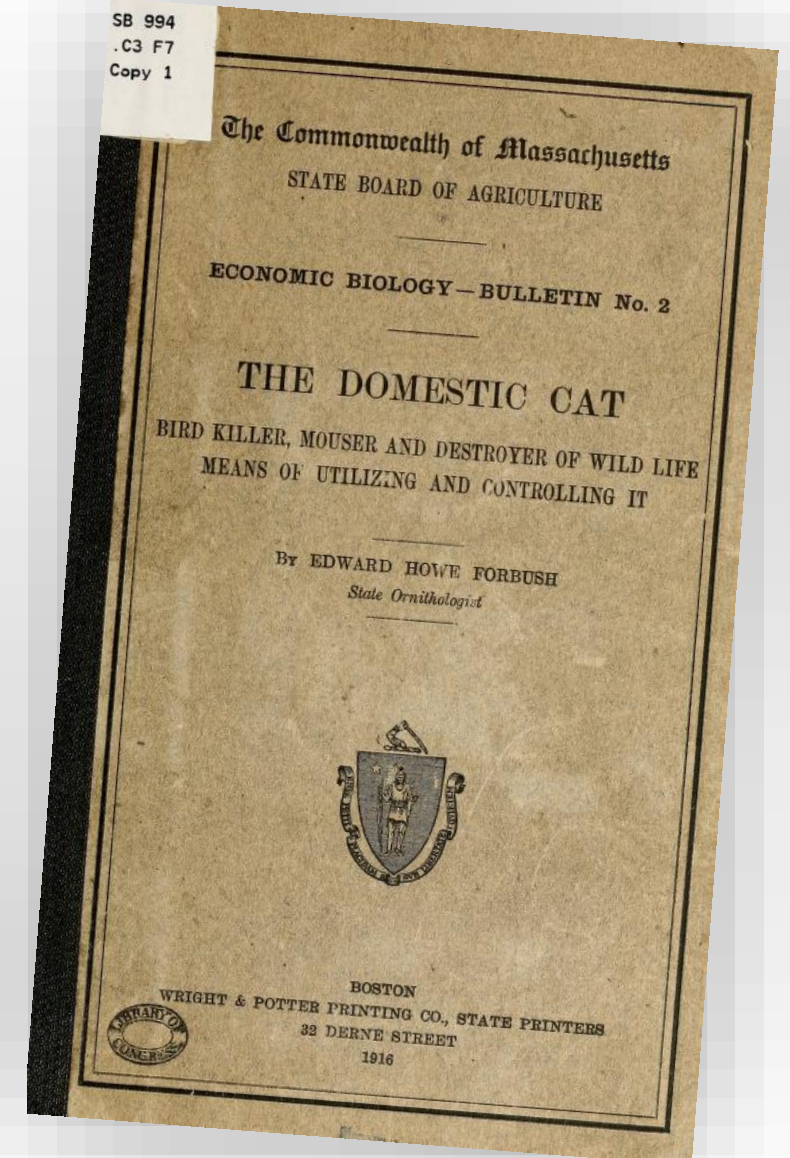 SB 994
.C3 F7
Copy 1
The Commonwealth of Massachusetts
STATE BOARD OF AGRICULTURE
ECONOMIC BIOLOGY—BULLETIN No. 2
THE DOMESTIC CAT
BIRD KILLER, MOUSER AND DESTROYER OF WILD LIFE
MEANS OF UTILIZING AND CONTROLLING IT
By EDWARD HOWE FORBUSH
State Ornithologist
BOSTON
WRIGHT & POTTER PRINTING CO., STATE PRINTERS
32 DERNE STREET
1916
LIBRARY OF
CONGRESS